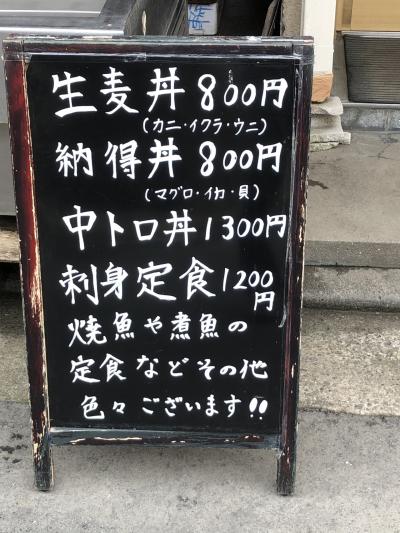 生麦丼800円
(カニ・イクラ・ウニ)
納得丼800円
(マグロ・イカ・貝)
中トロ丼1300円
刺身定食1200円
焼魚や煮魚の
定食などその他
色々ございます!!